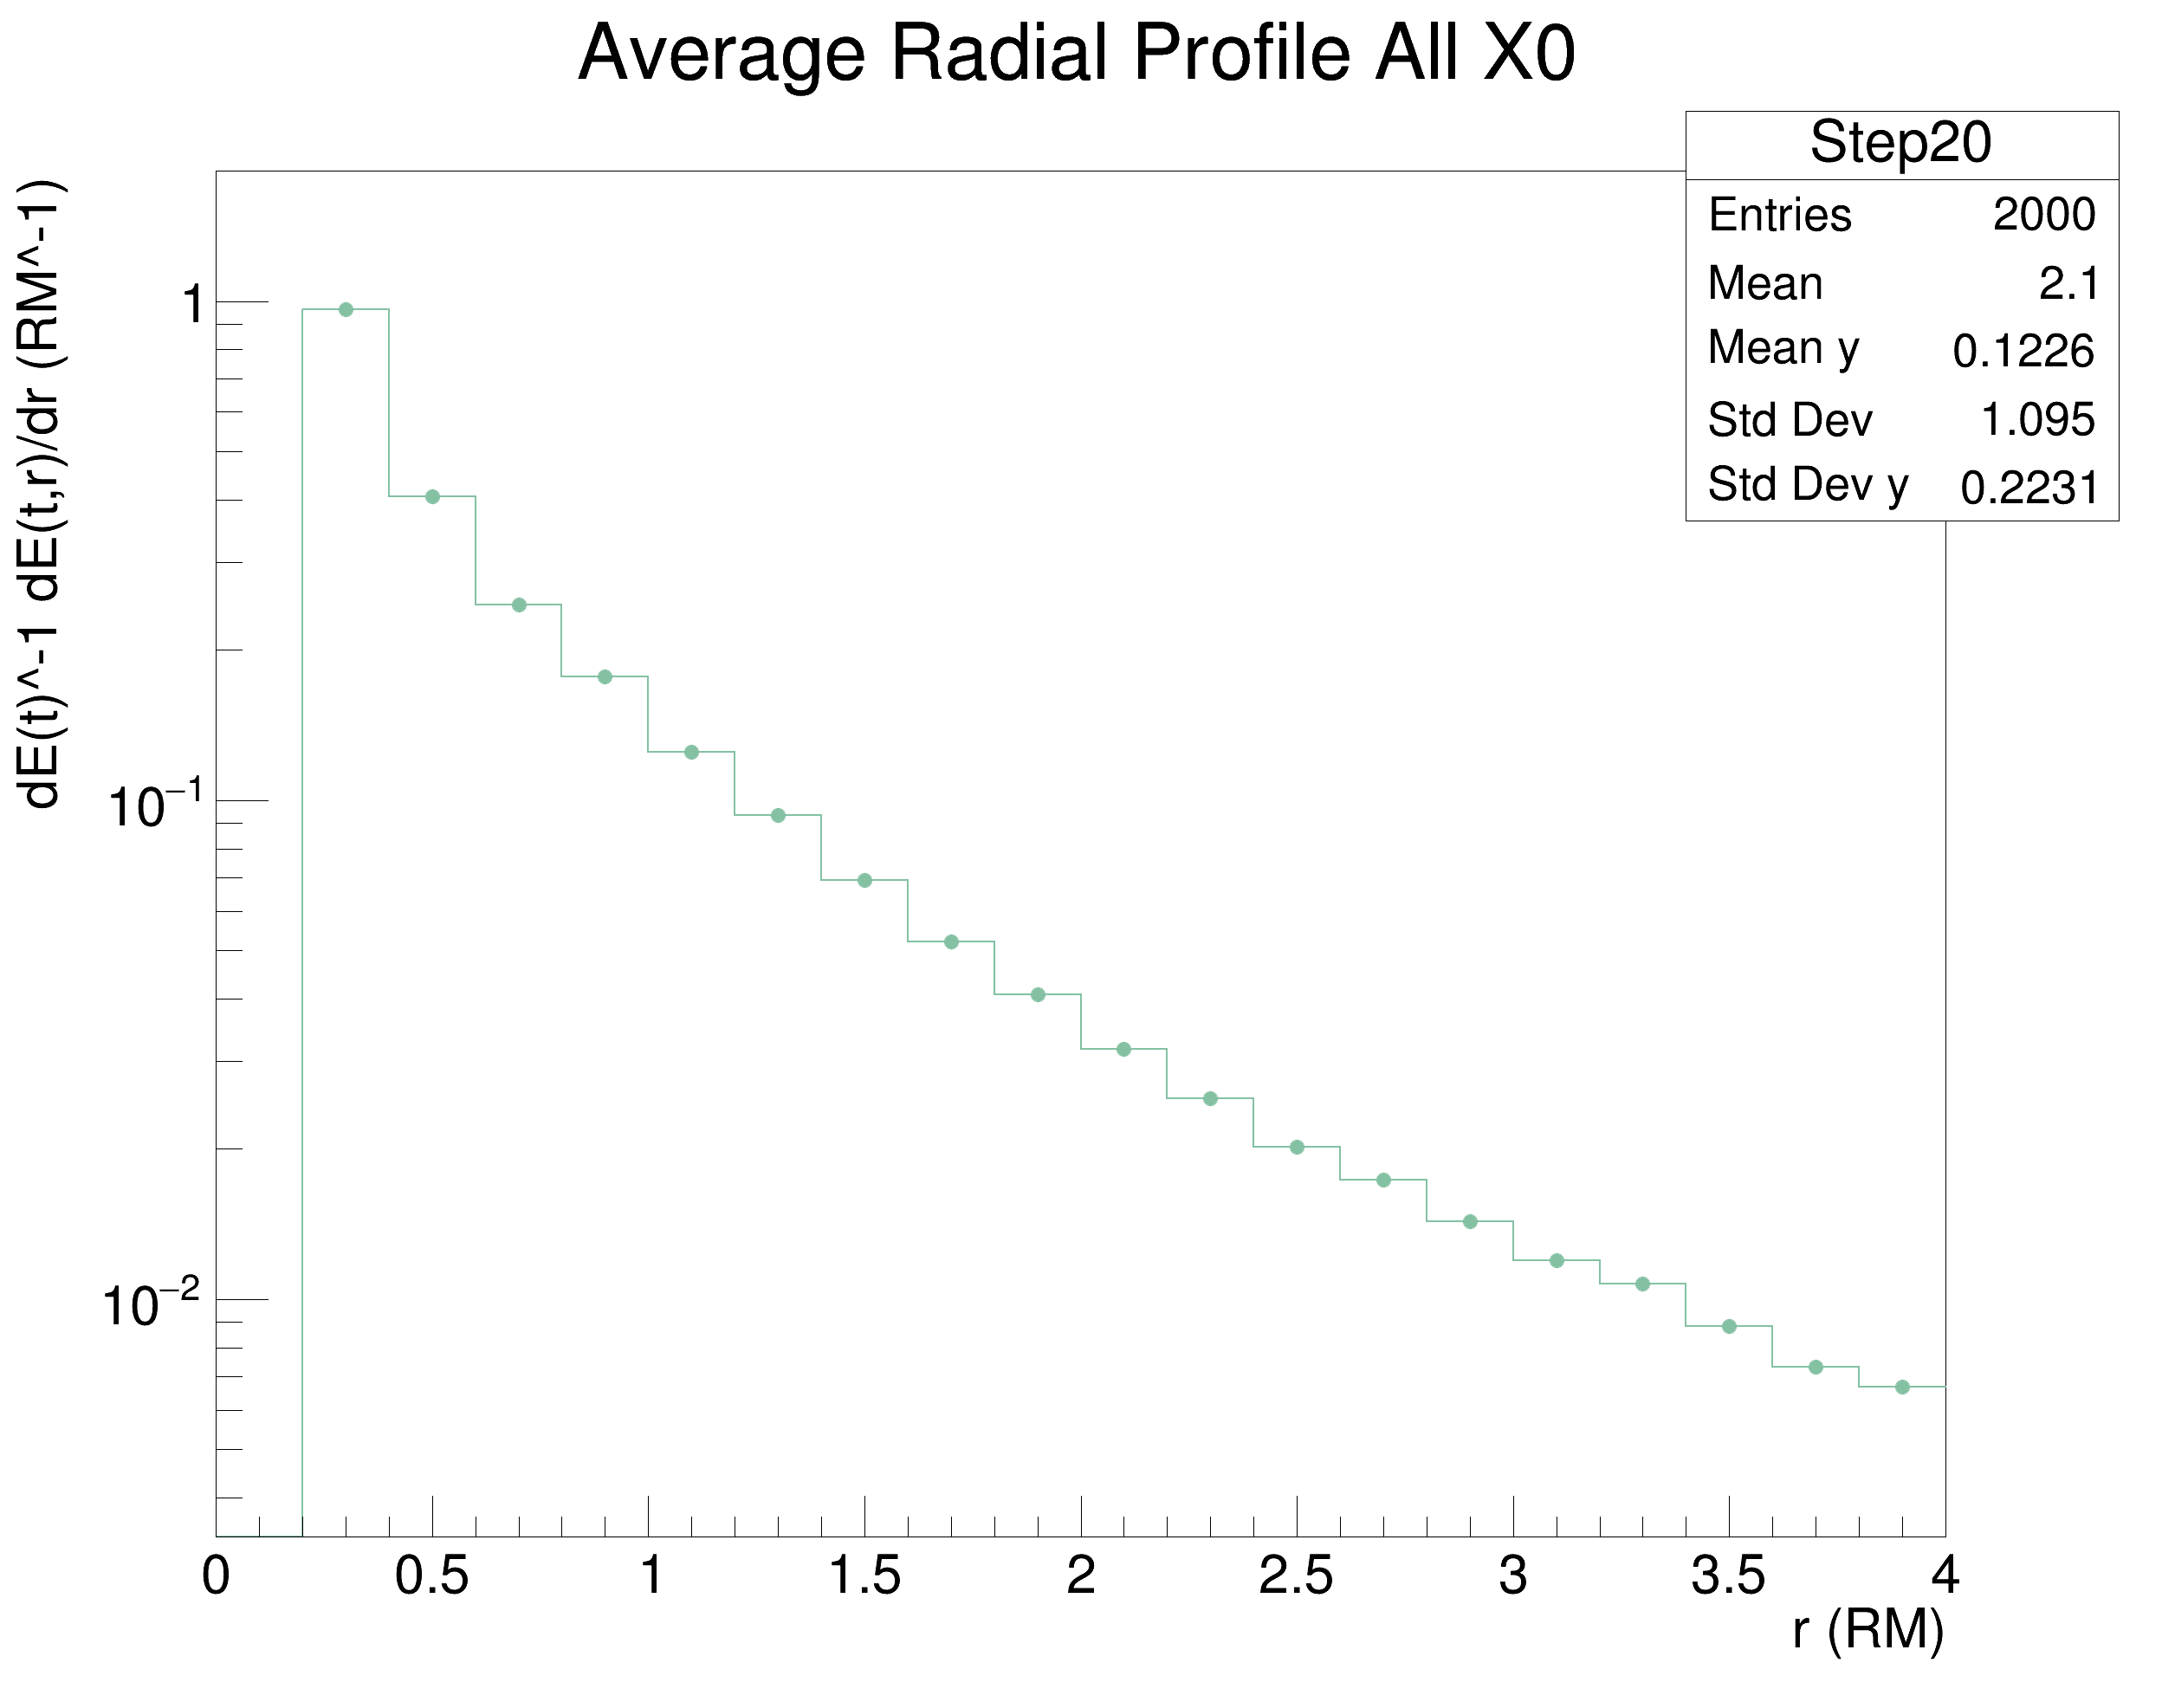 Average Radial Profile All X0
Step20
Entries 2000
Mean 2.1
Mean y 0.1226
Std Dev 1.095
Std Dev y 0.2231
dE(t)^-1 dE(t,r)/dr (RM^-1)
1
10−1
10−2
0 0.5 1 1.5 2 2.5 3 3.5 4
r (RM)